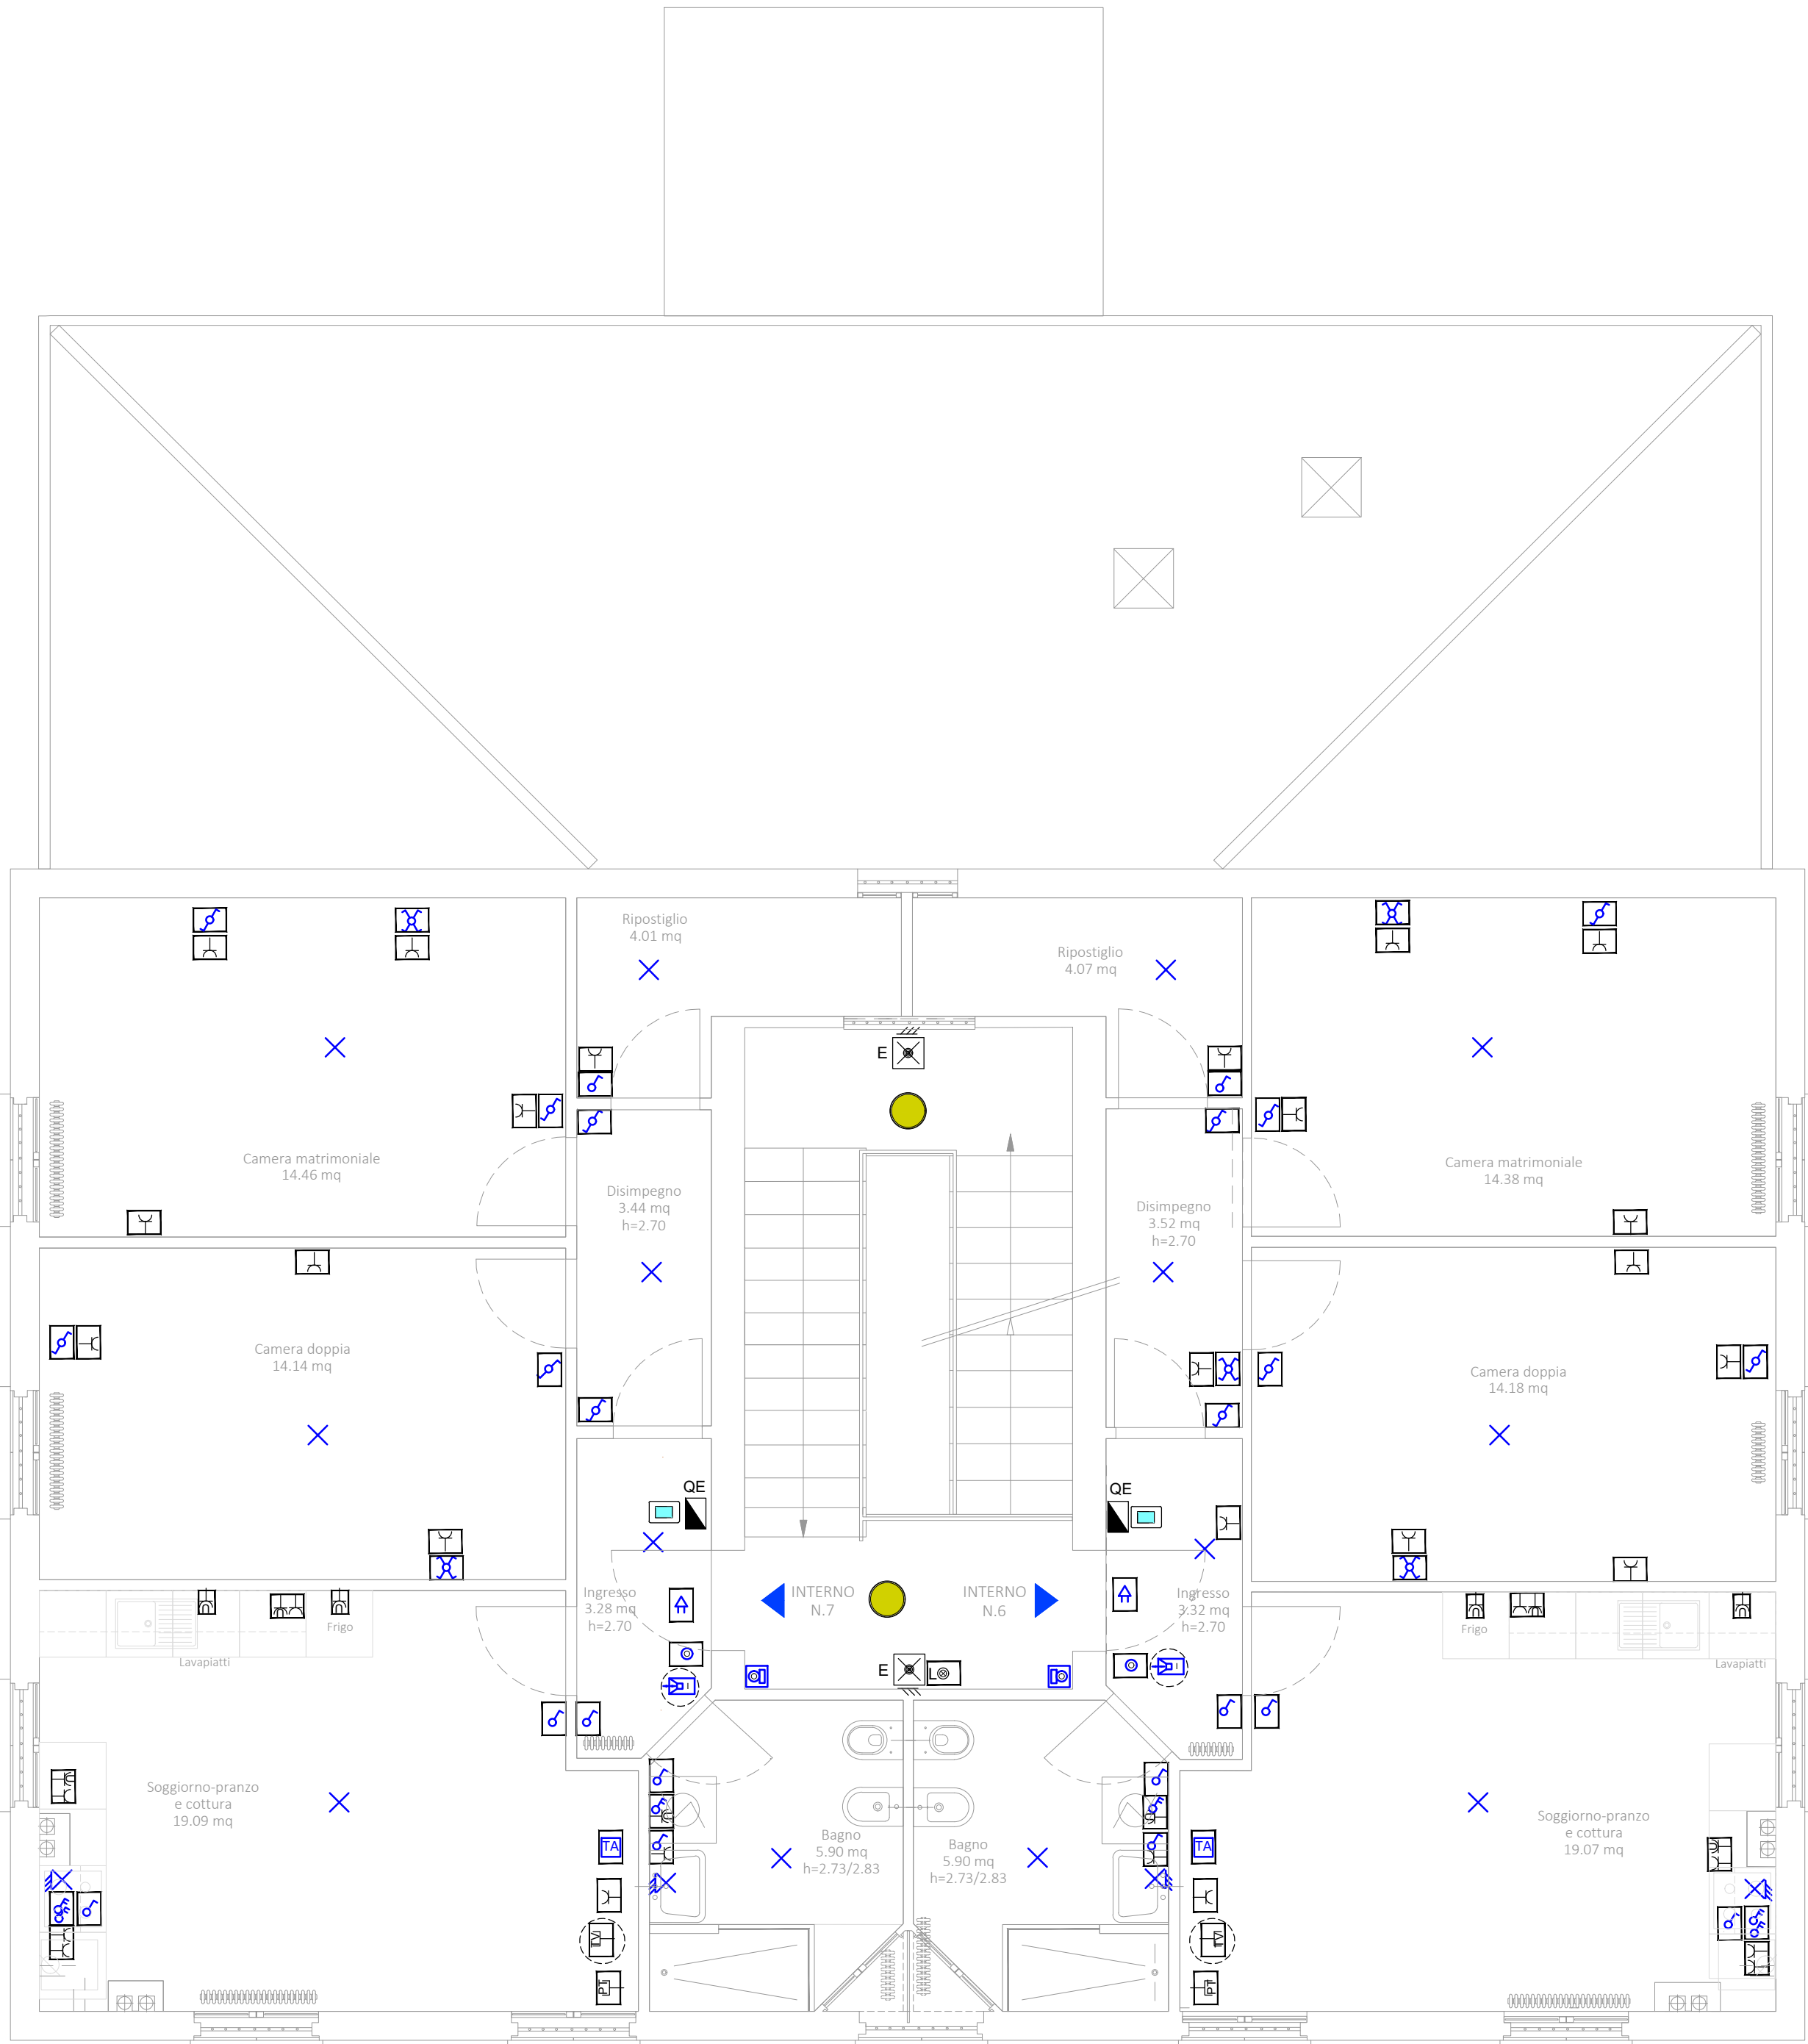 Ripostiglio
4.01 mq
Ripostiglio
4.07 mq
E
Camera matrimoniale
14.46 mq
Camera matrimoniale
14.38 mq
Disimpegno
3.44 mq
h=2.70
Disimpegno
3.52 mq
h=2.70
Camera doppia
14.14 mq
Camera doppia
14.18 mq
QE
QE
Ingresso
3.28 mq
h=2.70
INTERNO
N.7
INTERNO
N.6
Ingresso
3.32 mq
h=2.70
Frigo
Lavapiatti
Frigo
Lavapiatti
E
L
Soggiorno-pranzo
e cottura
19.09 mq
Soggiorno-pranzo
e cottura
19.07 mq
Bagno
5.90 mq
h=2.73/2.83
Bagno
5.90 mq
h=2.73/2.83
TA
TA
TV
TV
PT
PT